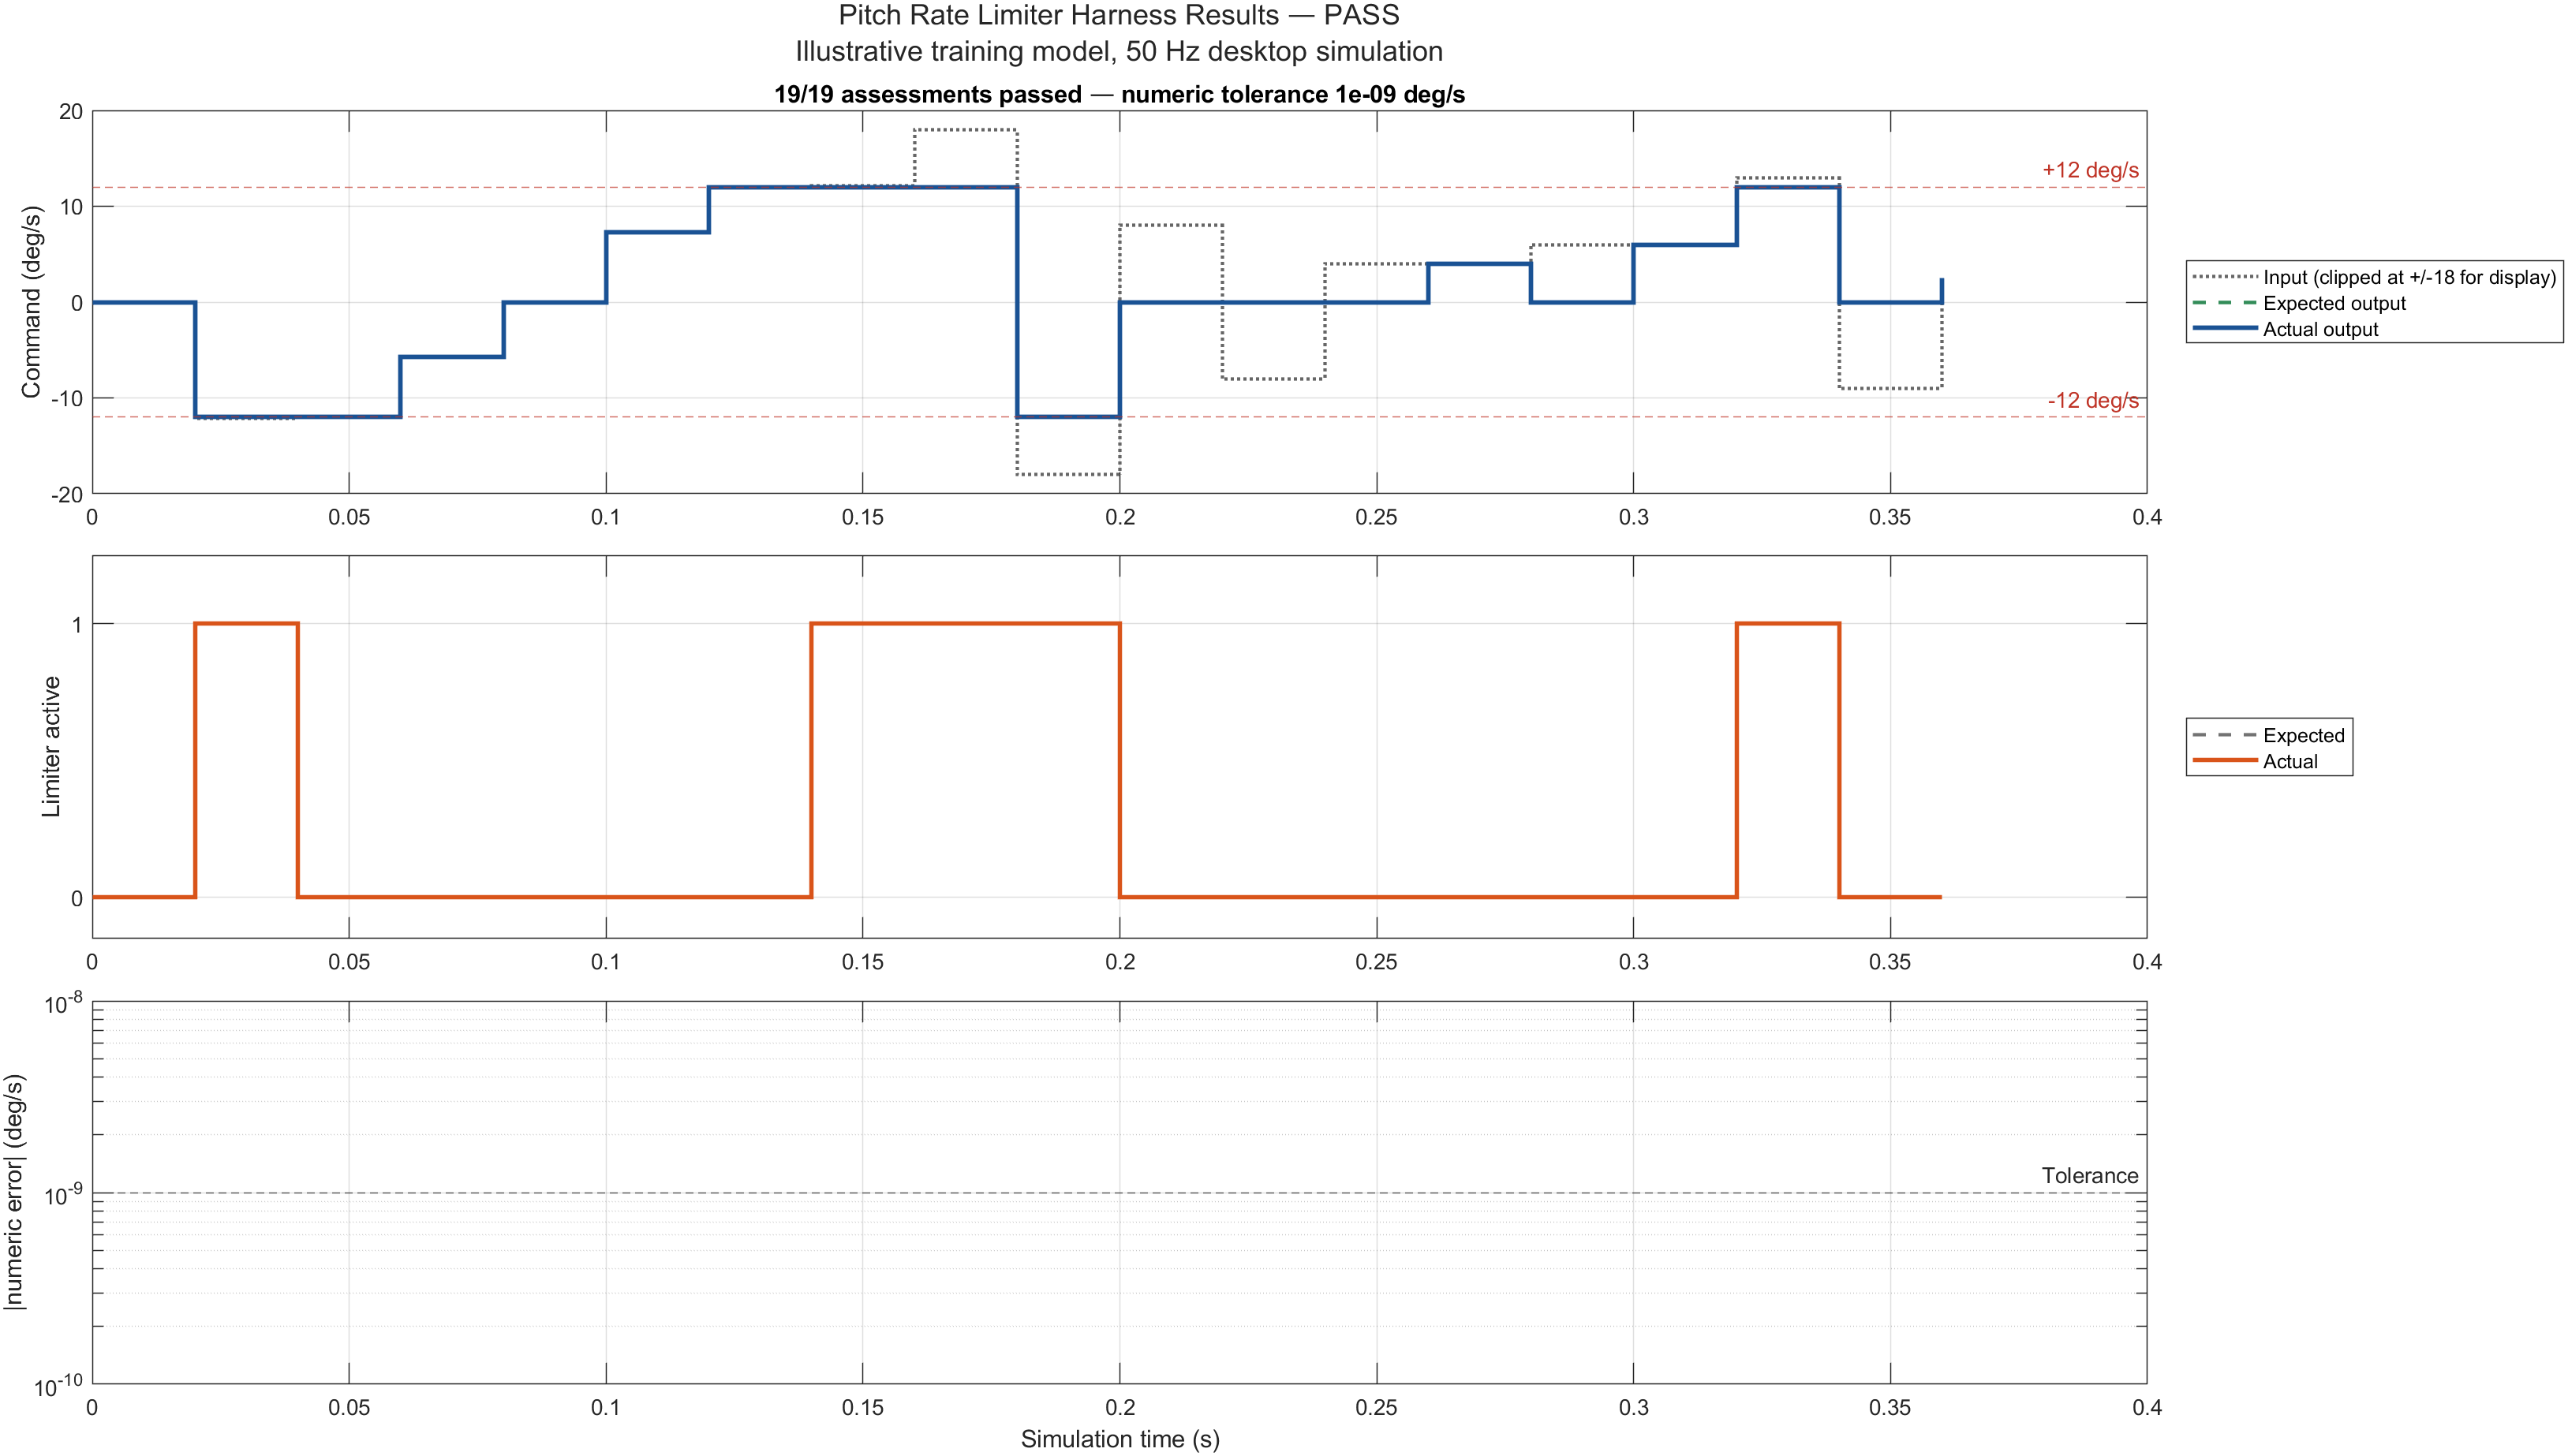 Pitch Rate Limiter Harness Results — PASS
Illustrative training model, 50 Hz desktop simulation
19/19 assessments passed — numeric tolerance 1e-09 deg/s
Command (deg/s)
20
10
0
-10
-20
+12 deg/s
-12 deg/s
0 0.05 0.1 0.15 0.2 0.25 0.3 0.35 0.4
Input (clipped at +/-18 for display)
Expected output
Actual output
Limiter active
1
0
0 0.05 0.1 0.15 0.2 0.25 0.3 0.35 0.4
Expected
Actual
|numeric error| (deg/s)
10^-8
10^-9
10^-10
Tolerance
0 0.05 0.1 0.15 0.2 0.25 0.3 0.35 0.4
Simulation time (s)